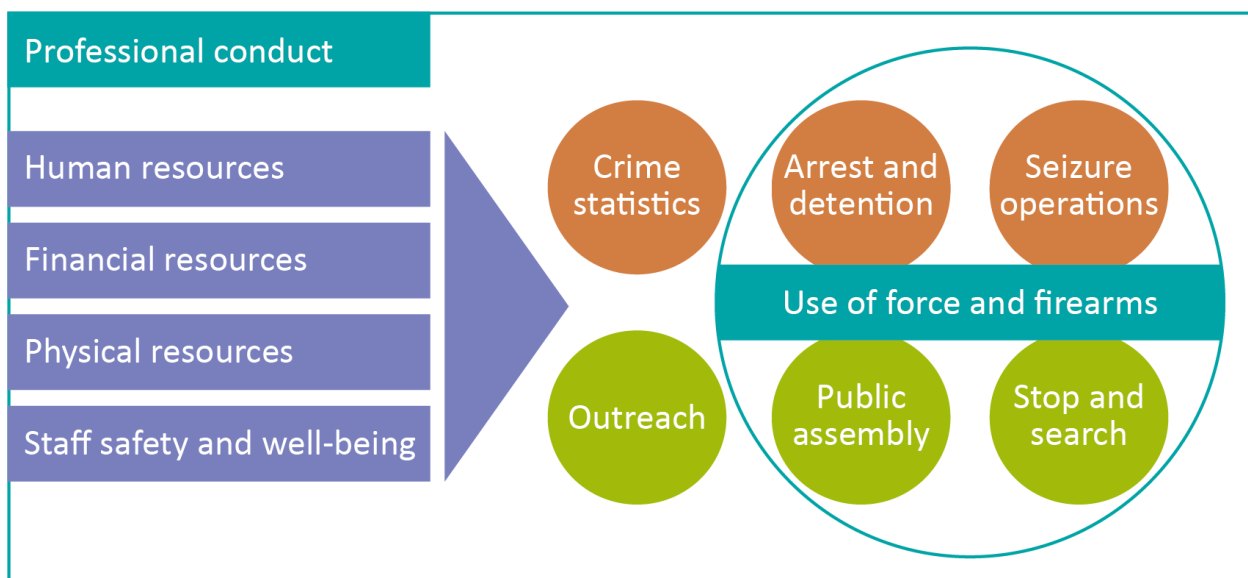 Professional conduct
Human resources
Financial resources
Physical resources
Staff safety and well-being
Crime
statistics
Arrest and
detention
Seizure
operations
Use of force and firearms
Outreach
Public
assembly
Stop and
search